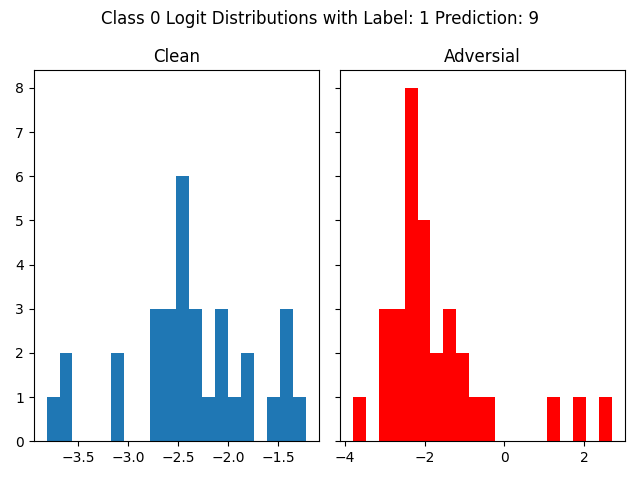 Class 0 Logit Distributions with Label: 1 Prediction: 9
Clean
Adversial
8
7
6
5
4
3
2
1
0
−3.5 −3.0 −2.5 −2.0 −1.5
−4 −2 0 2